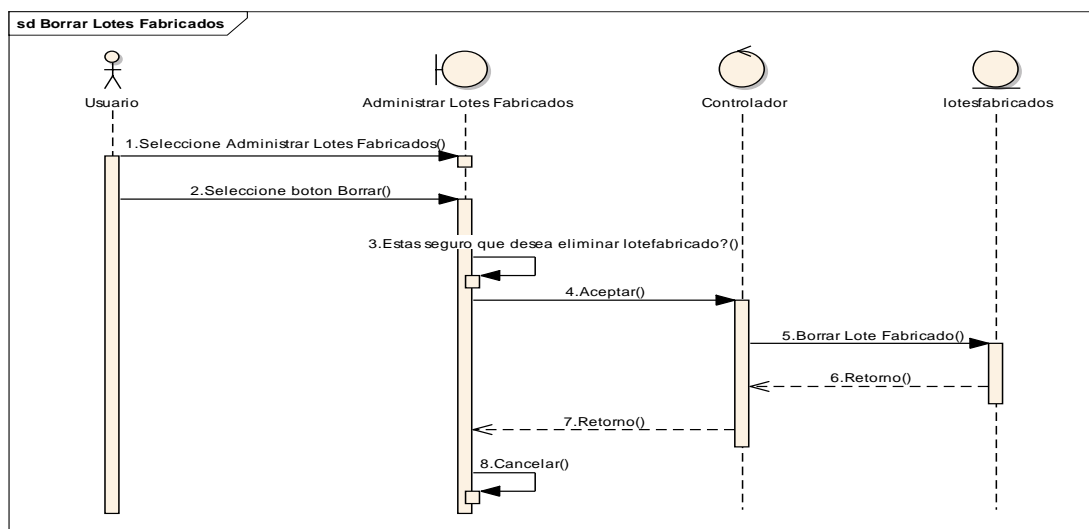 sd Borrar Lotes Fabricados
Usuario
Administrar Lotes Fabricados
Controlador
lotesfabricados
1.Seleccione Administrar Lotes Fabricados()
2.Seleccione boton Borrar()
3.Estas seguro que desea eliminar lotefabricado?()
4.Aceptar()
5.Borrar Lote Fabricado()
6.Retorno()
7.Retorno()
8.Cancelar()